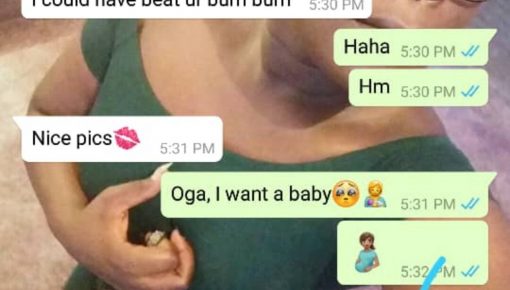 I could have beat ur bum bum 5:30 PM
Haha 5:30 PM
Hm 5:30 PM
Nice pics💋 5:31 PM
Oga, I want a baby🥺🤱 5:31 PM
🤰 5:32 PM